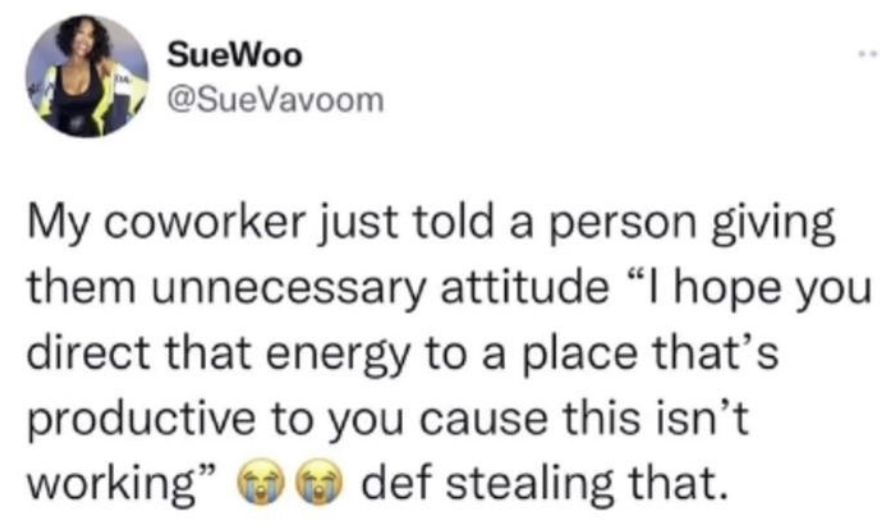 SueWoo
@SueVavoom
My coworker just told a person giving
them unnecessary attitude “I hope you
direct that energy to a place that’s
productive to you cause this isn’t
working” 😭😭 def stealing that.